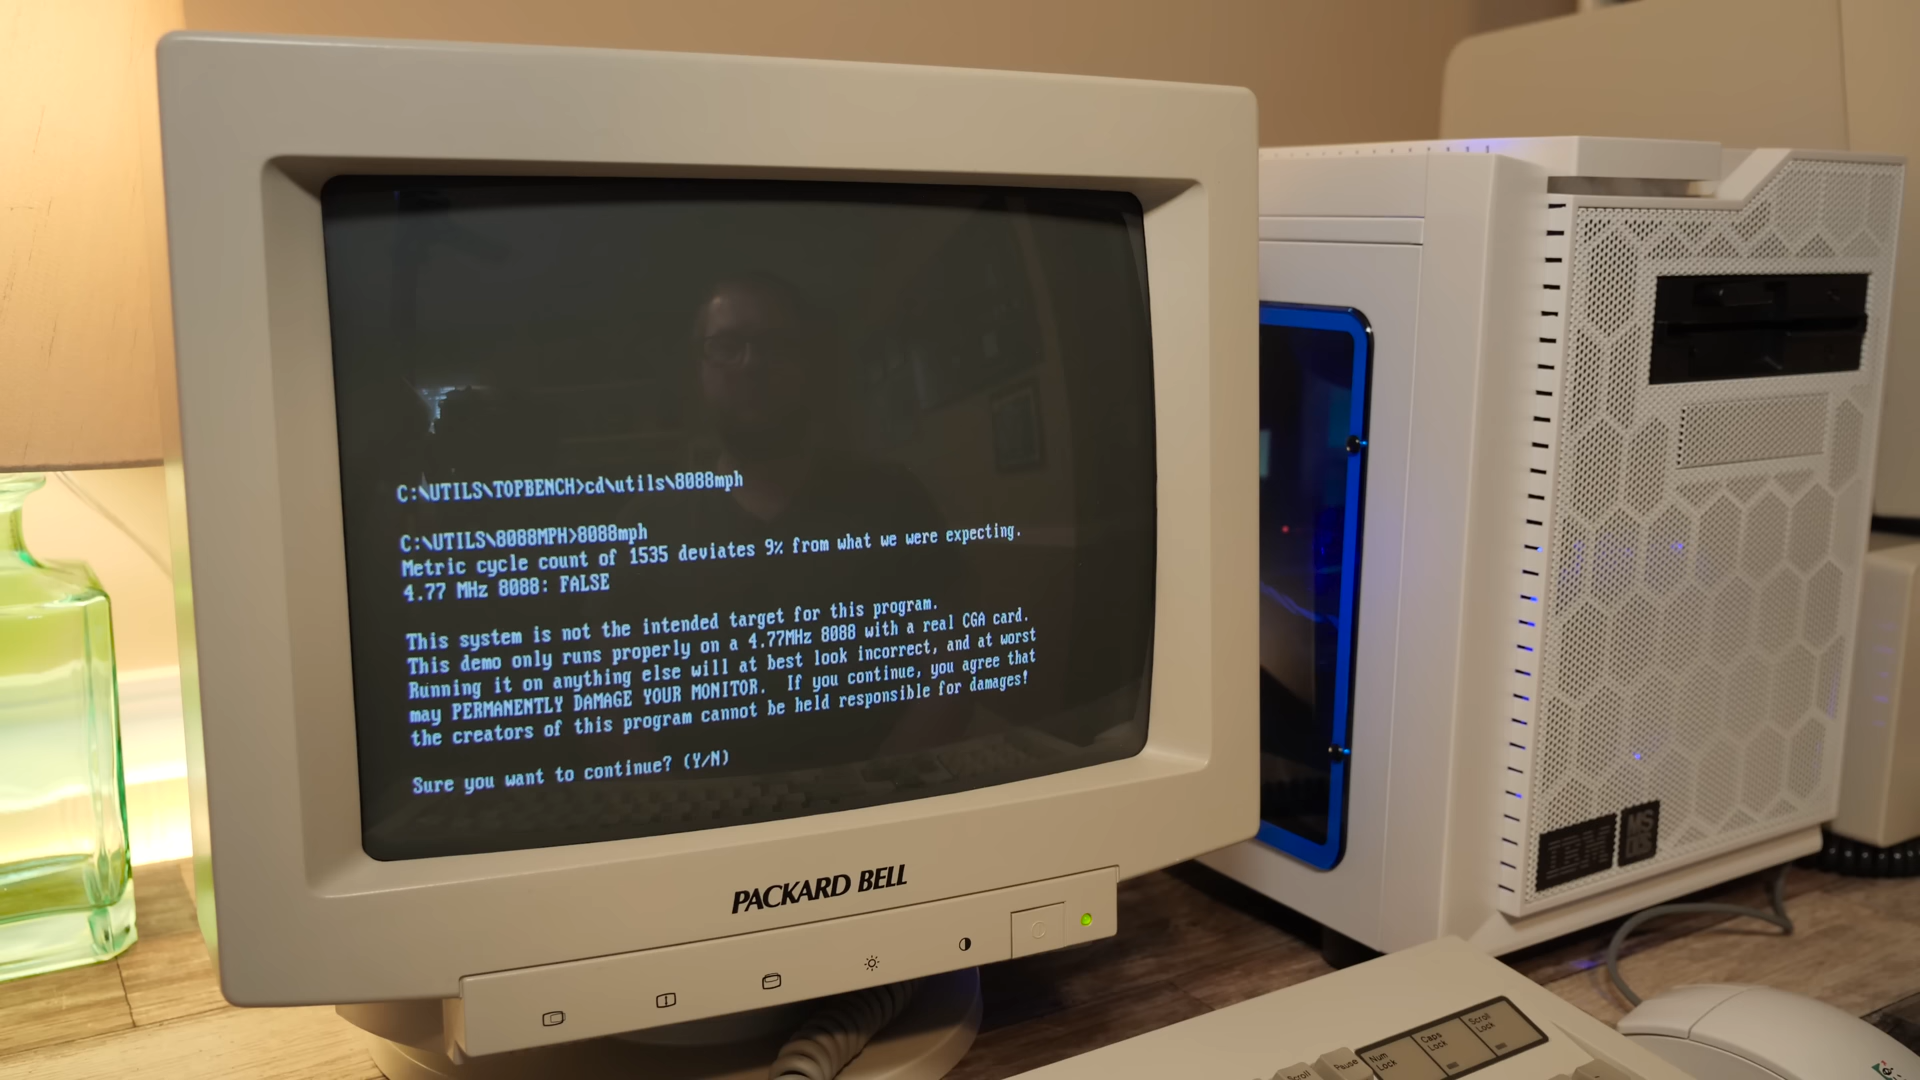 C:\UTILS\TOPBENCH>cd\utils\8088mph
C:\UTILS\8088MPH>8088mph
Metric cycle count of 1535 deviates 9% from what we were expecting.
4.77 MHz 8088: FALSE
This system is not the intended target for this program.
This demo only runs properly on a 4.77MHz 8088 with a real CGA card.
Running it on anything else will at best look incorrect, and at worst
may PERMANENTLY DAMAGE YOUR MONITOR.  If you continue, you agree that
the creators of this program cannot be held responsible for damages!
Sure you want to continue? (Y/N)
PACKARD BELL
MS
DOS
Num
Lock
Caps
Lock
Scroll
Lock
Scroll
Pause